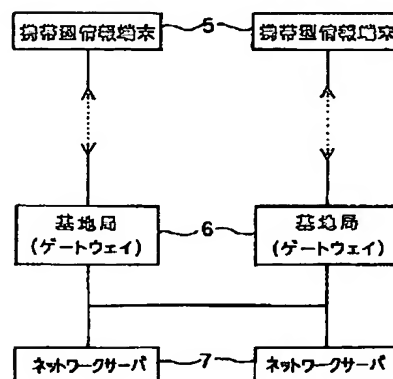 携帯型情報端末 5 携帯型情報端末
基地局 6 基地局
(ゲートウェイ) (ゲートウェイ)
ネットワークサーバ 7 ネットワークサーバ